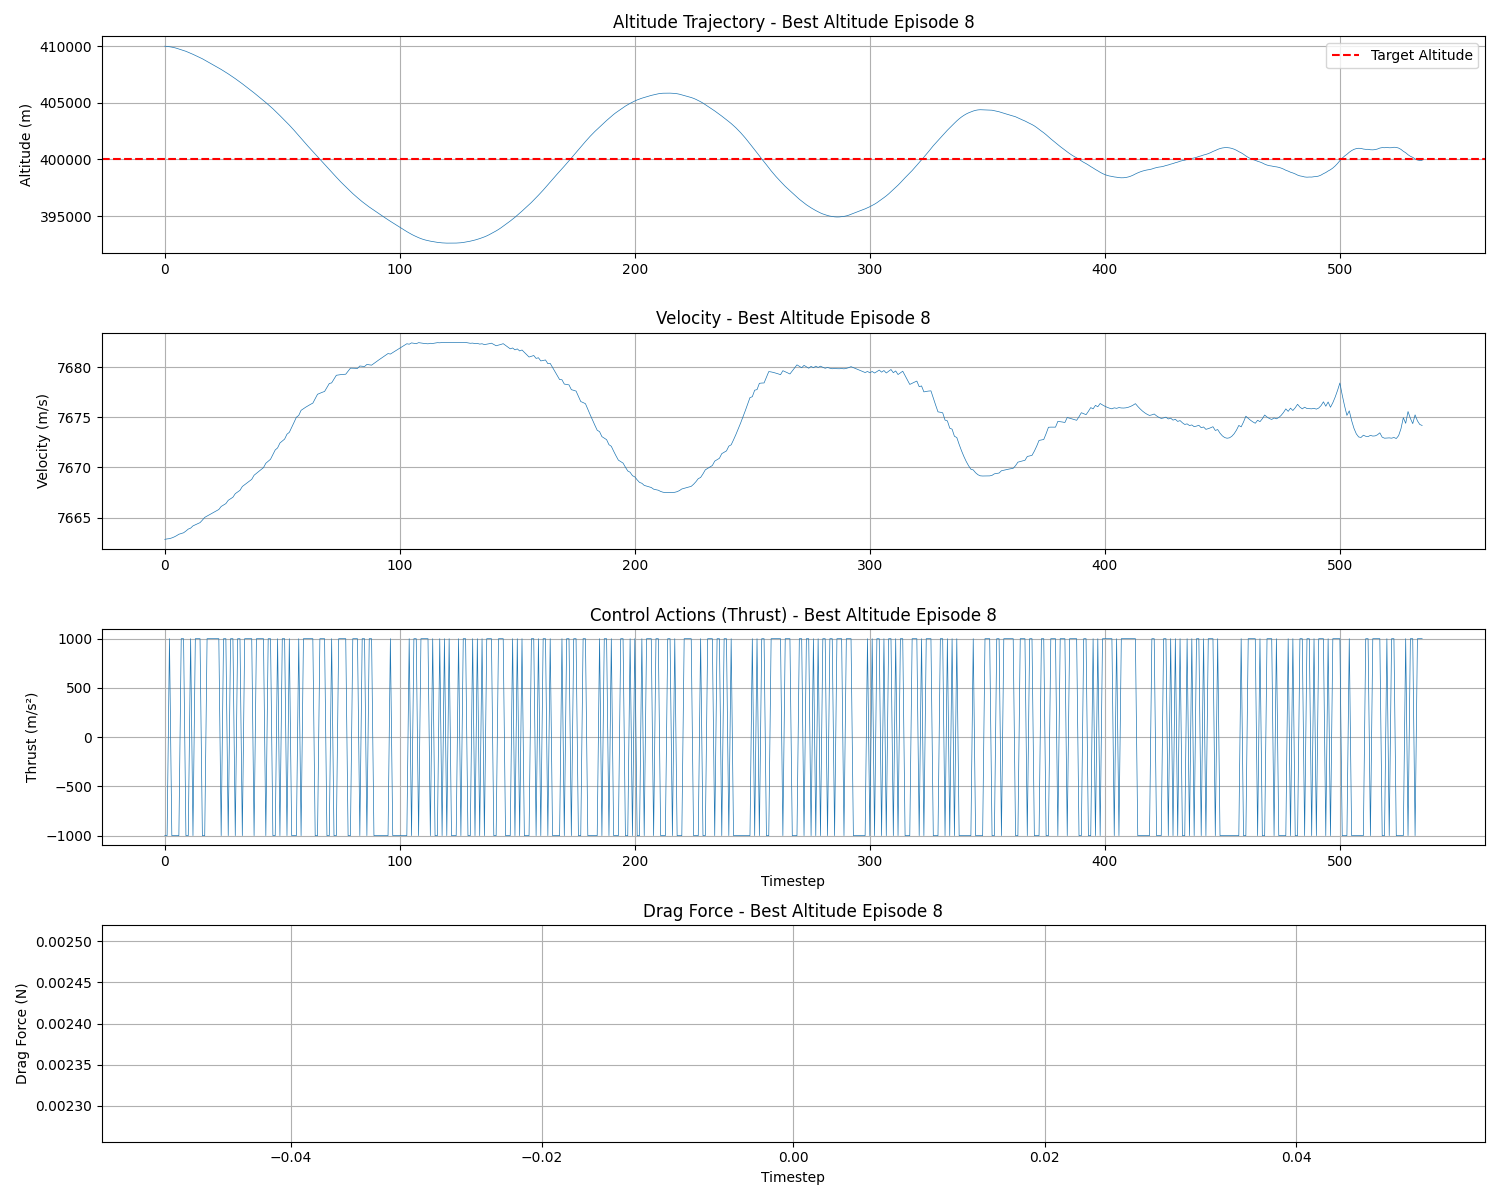 Altitude Trajectory - Best Altitude Episode 8
Altitude (m)
410000
405000
400000
395000
Target Altitude
0 100 200 300 400 500
Velocity - Best Altitude Episode 8
Velocity (m/s)
7680
7675
7670
7665
0 100 200 300 400 500
Control Actions (Thrust) - Best Altitude Episode 8
Thrust (m/s²)
1000
500
0
−500
−1000
0 100 200 300 400 500
Timestep
Drag Force - Best Altitude Episode 8
Drag Force (N)
0.00250
0.00245
0.00240
0.00235
0.00230
−0.04 −0.02 0.00 0.02 0.04
Timestep